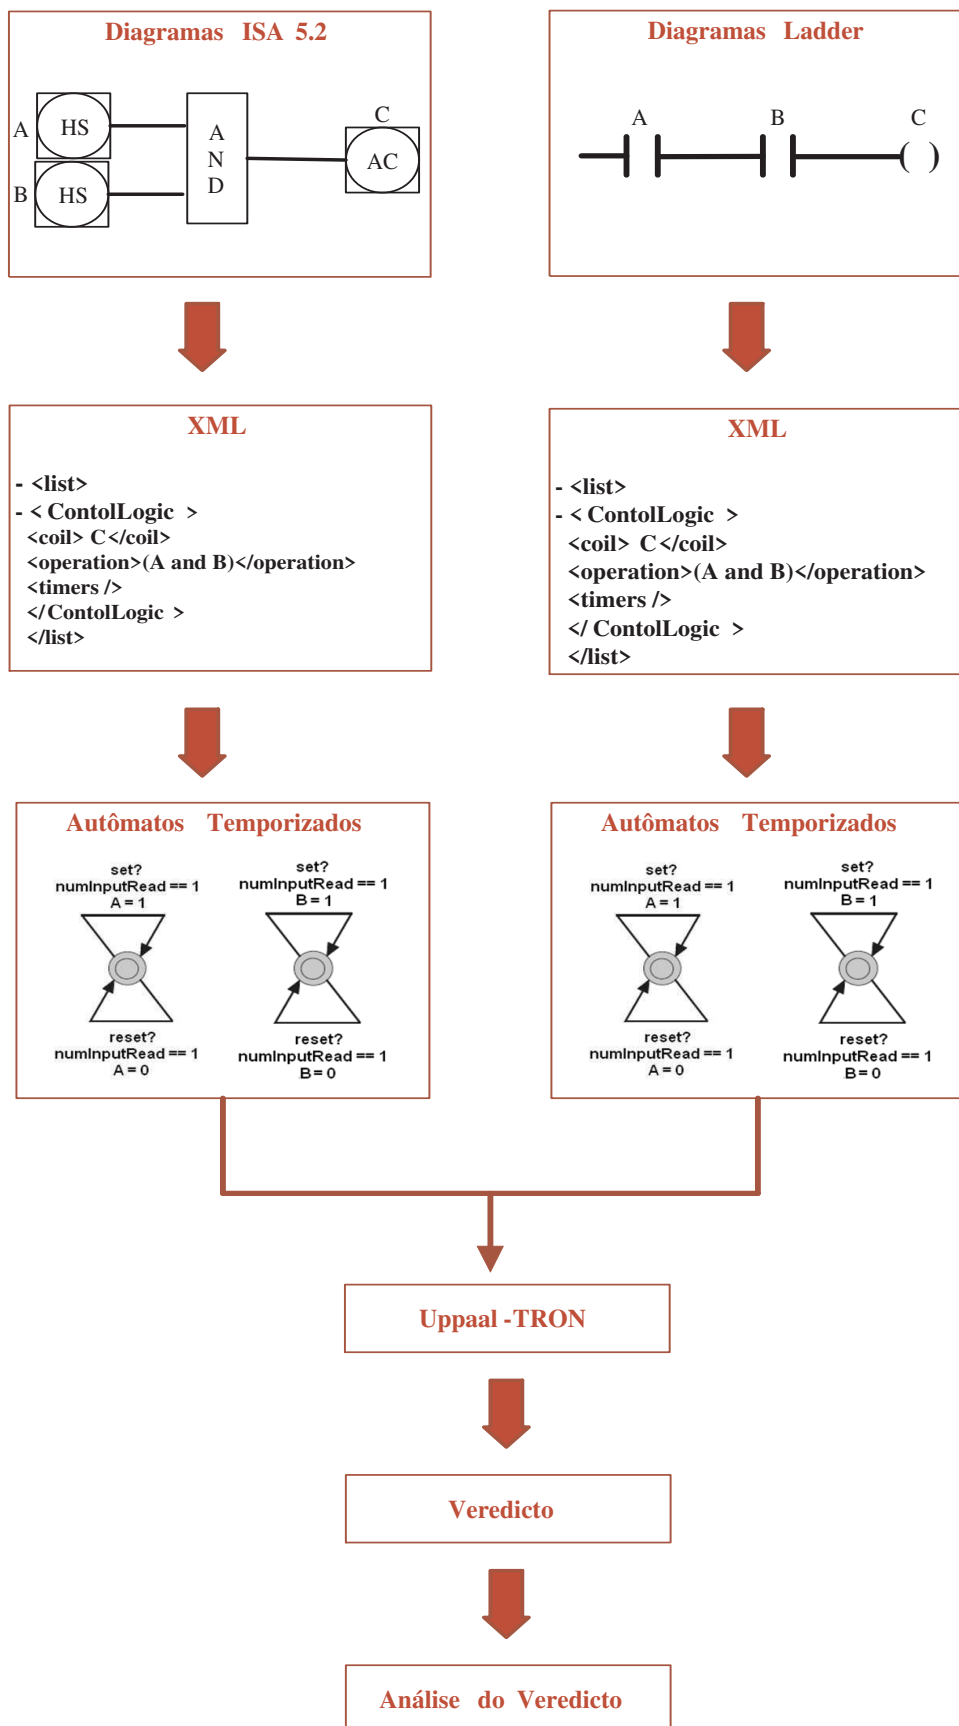 Diagramas ISA 5.2
A
HS
B
HS
A
N
D
C
AC
Diagramas Ladder
A
B
C
( )
XML
- <list>
- < ContolLogic >
<coil> C</coil>
<operation>(A and B)</operation>
<timers />
</ ContolLogic >
</list>
XML
- <list>
- < ContolLogic >
<coil> C</coil>
<operation>(A and B)</operation>
<timers />
</ ContolLogic >
</list>
Autômatos Temporizados
set?
numInputRead == 1
A = 1
reset?
numInputRead == 1
A = 0
set?
numInputRead == 1
B = 1
reset?
numInputRead == 1
B = 0
Autômatos Temporizados
set?
numInputRead == 1
A = 1
reset?
numInputRead == 1
A = 0
set?
numInputRead == 1
B = 1
reset?
numInputRead == 1
B = 0
Uppaal -TRON
Veredicto
Análise do Veredicto